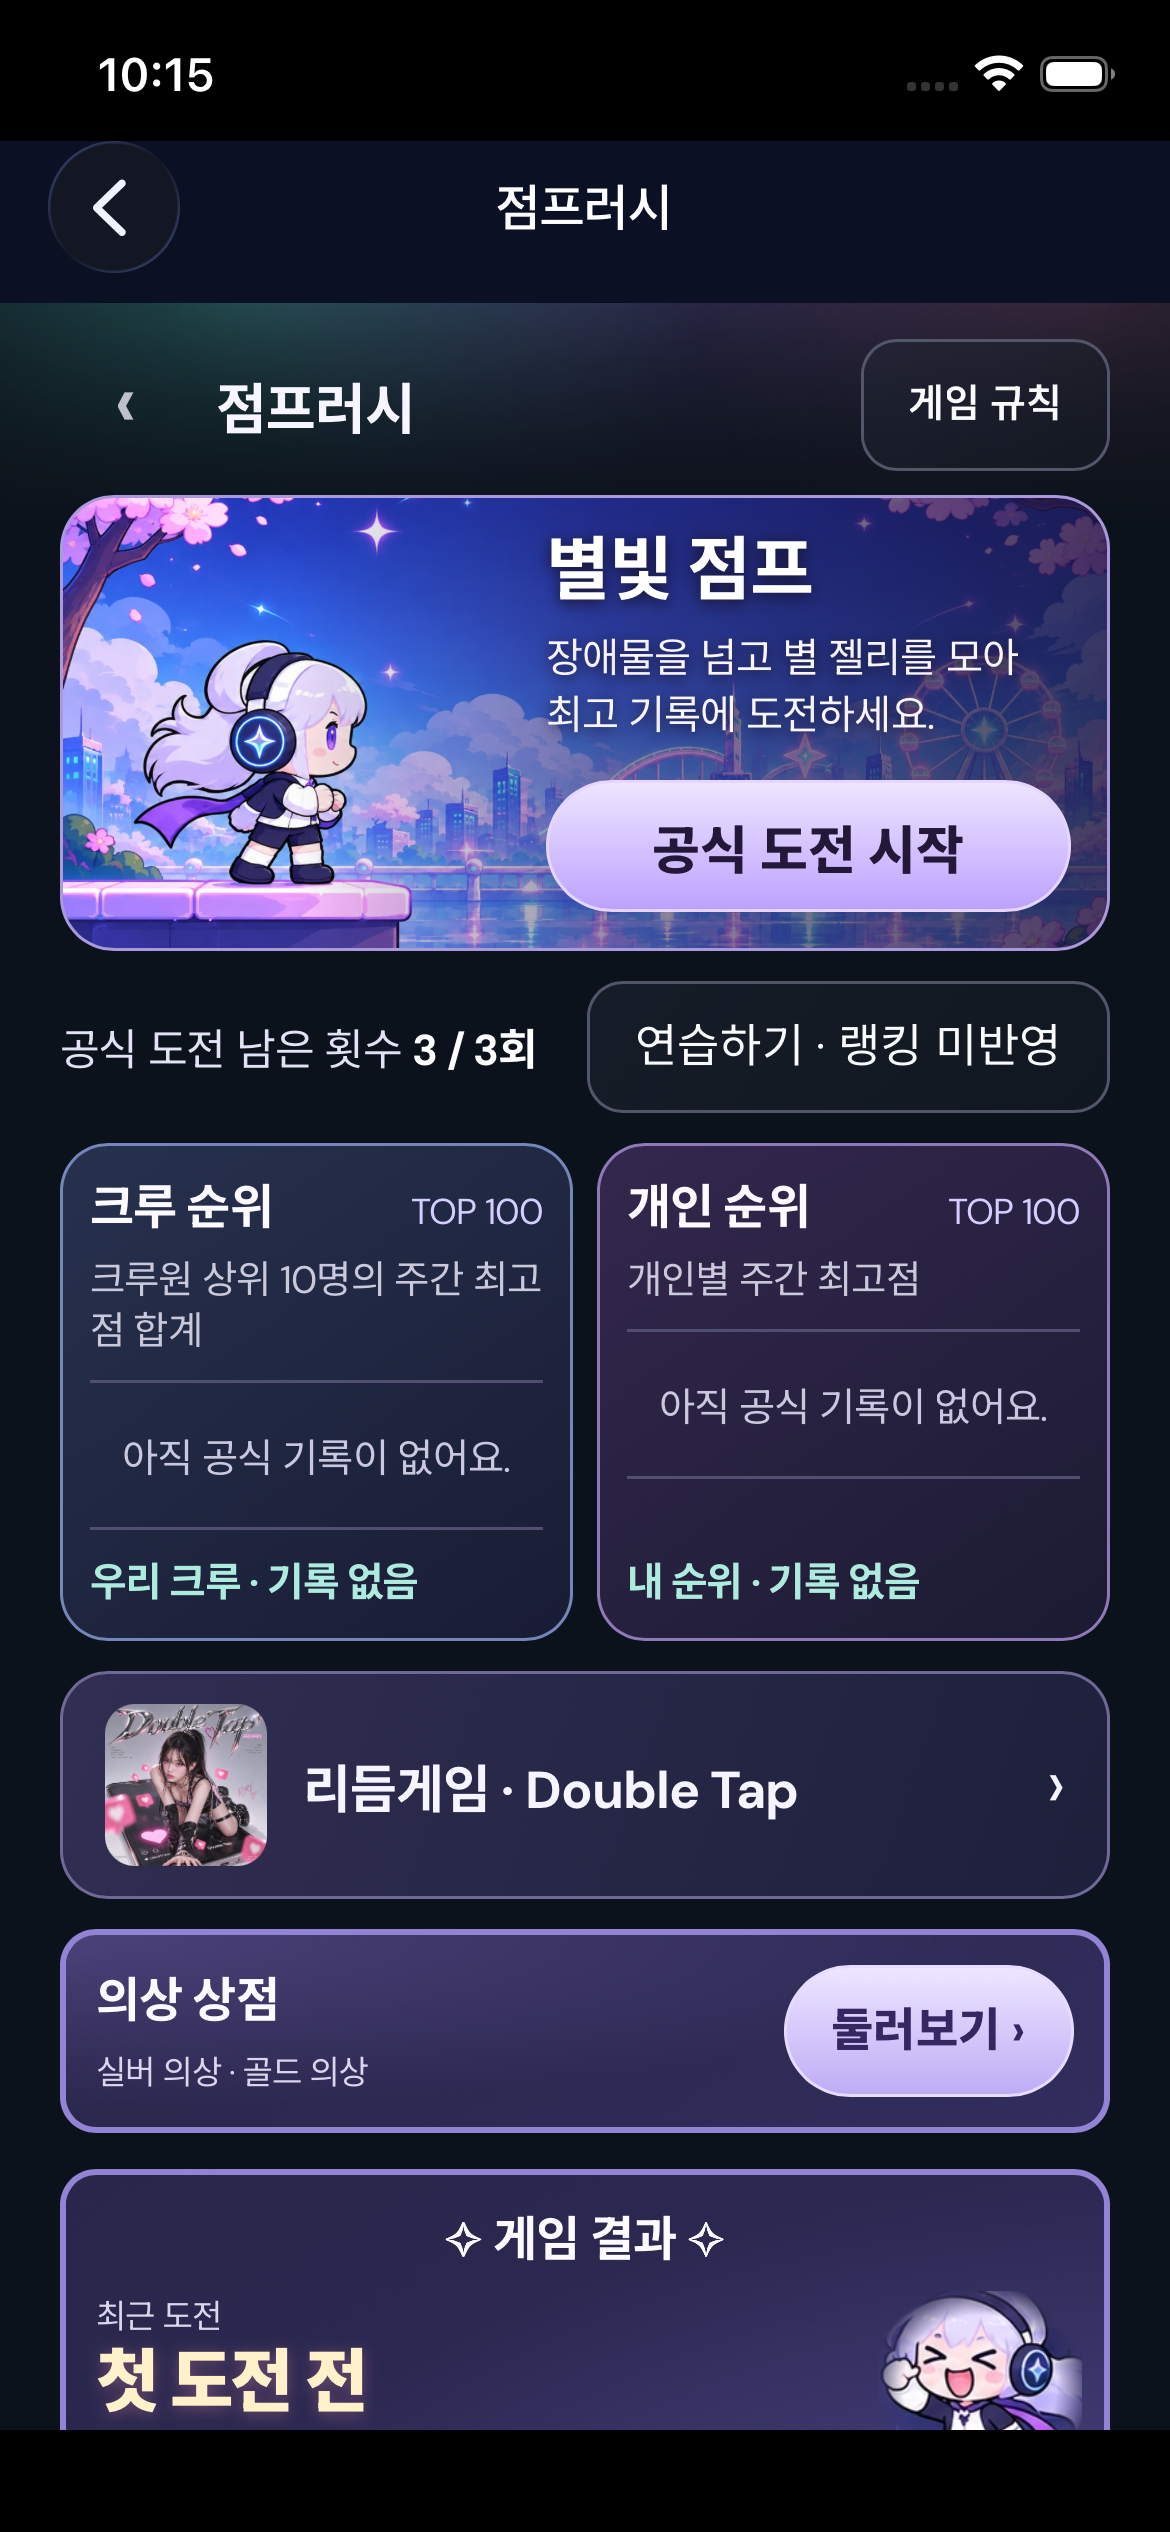 10:15
점프러시
‹ 점프러시
게임 규칙
별빛 점프
장애물을 넘고 별 젤리를 모아
최고 기록에 도전하세요.
공식 도전 시작
공식 도전 남은 횟수 3 / 3회
연습하기 · 랭킹 미반영
크루 순위 TOP 100
크루원 상위 10명의 주간 최고
점 합계
아직 공식 기록이 없어요.
우리 크루 · 기록 없음
개인 순위 TOP 100
개인별 주간 최고점
아직 공식 기록이 없어요.
내 순위 · 기록 없음
Double Tap
리듬게임 · Double Tap ›
의상 상점
실버 의상 · 골드 의상
둘러보기 ›
✧ 게임 결과 ✧
최근 도전
첫 도전 전